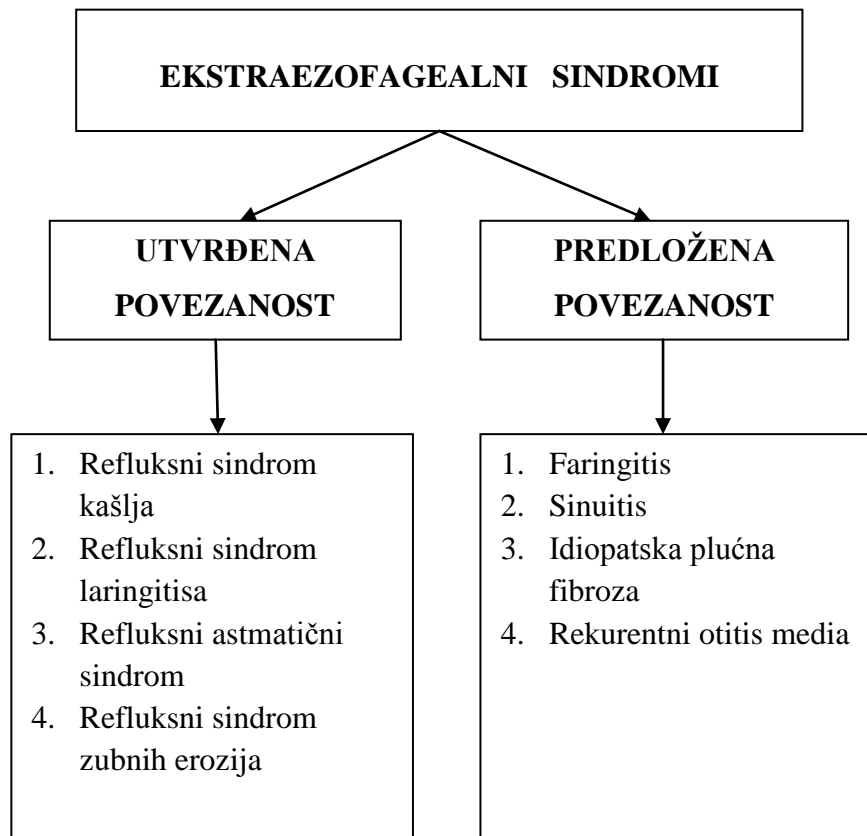 EKSTRAEZOFAGEALNI SINDROMI
UTVRĐENA
POVEZANOST
PREDLOŽENA
POVEZANOST
1. Refluksni sindrom
kašlja
2. Refluksni sindrom
laringitisa
3. Refluksni astmatični
sindrom
4. Refluksni sindrom
zubnih erozija
1. Faringitis
2. Sinuitis
3. Idiopatska plućna
fibroza
4. Rekurentni otitis media